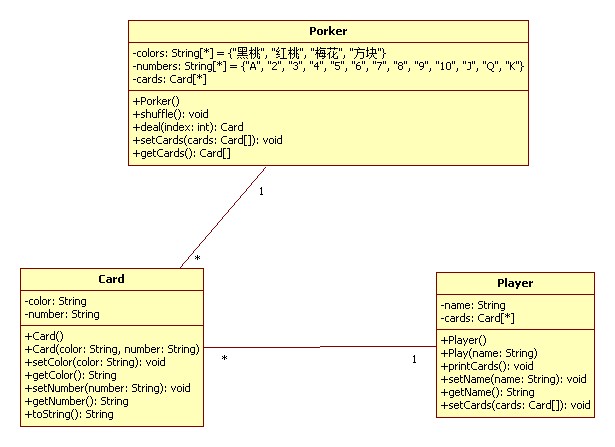 Porker
-colors: String[*] = {"黑桃", "红桃", "梅花", "方块"}
-numbers: String[*] = {"A", "2", "3", "4", "5", "6", "7", "8", "9", "10", "J", "Q", "K"}
-cards: Card[*]
+Porker()
+shuffle(): void
+deal(index: int): Card
+setCards(cards: Card[]): void
+getCards(): Card[]
1
*
Card
-color: String
-number: String
+Card()
+Card(color: String, number: String)
+setColor(color: String): void
+getColor(): String
+setNumber(number: String): void
+getNumber(): String
+toString(): String
*
1
Player
-name: String
-cards: Card[*]
+Player()
+Play(name: String)
+printCards(): void
+setName(name: String): void
+getName(): String
+setCards(cards: Card[]): void